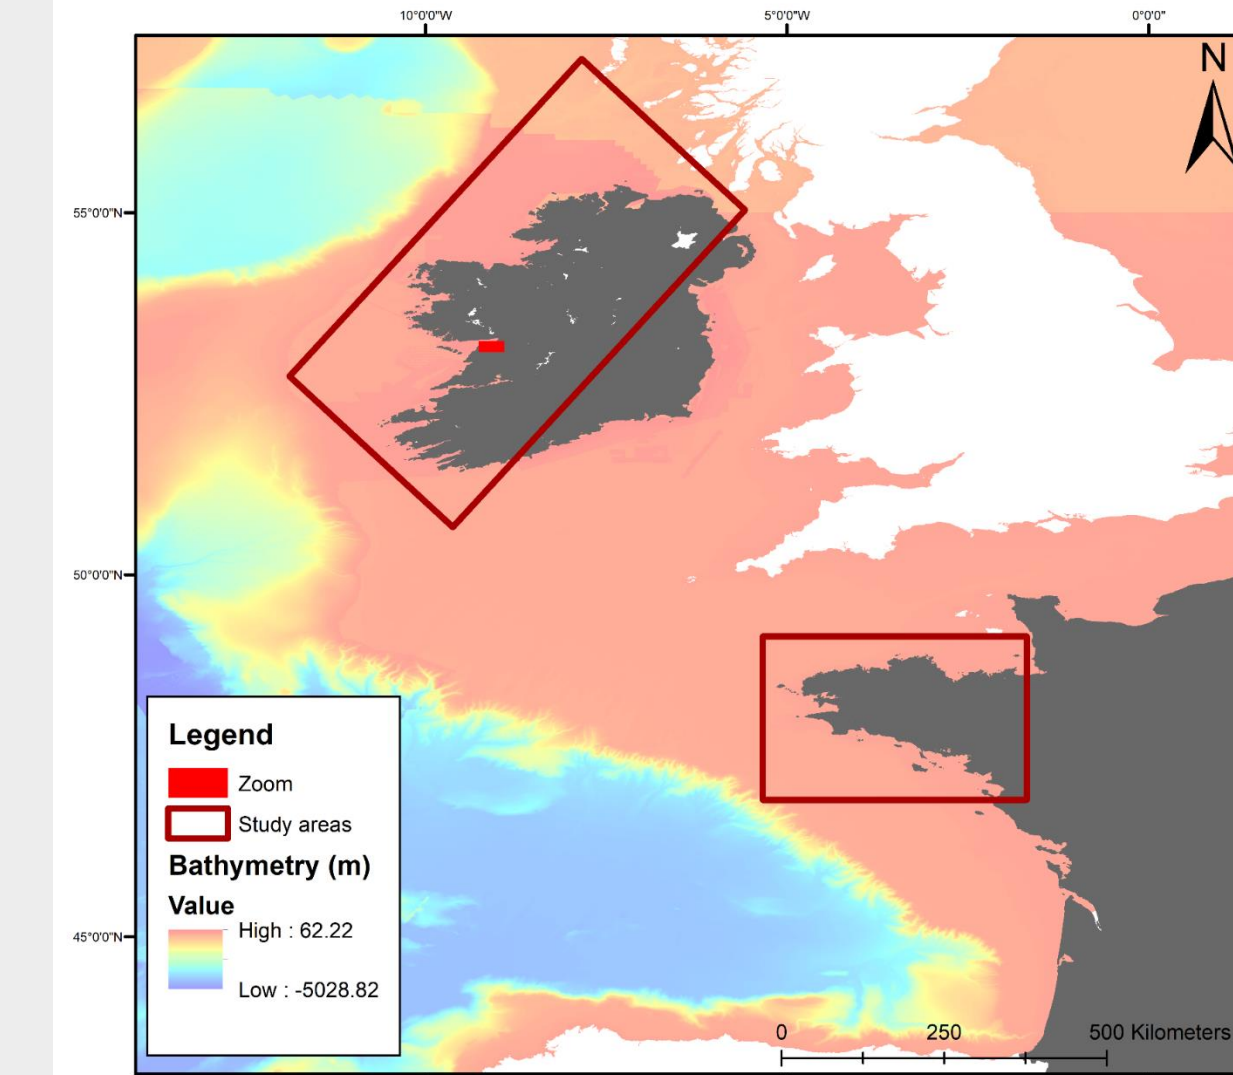 10°0'0"W 5°0'0"W 0°0'0"
N
55°0'0"N
50°0'0"N
45°0'0"N
Legend
Zoom
Study areas
Bathymetry (m)
Value
High : 62.22
Low : -5028.82
0 250 500 Kilometers